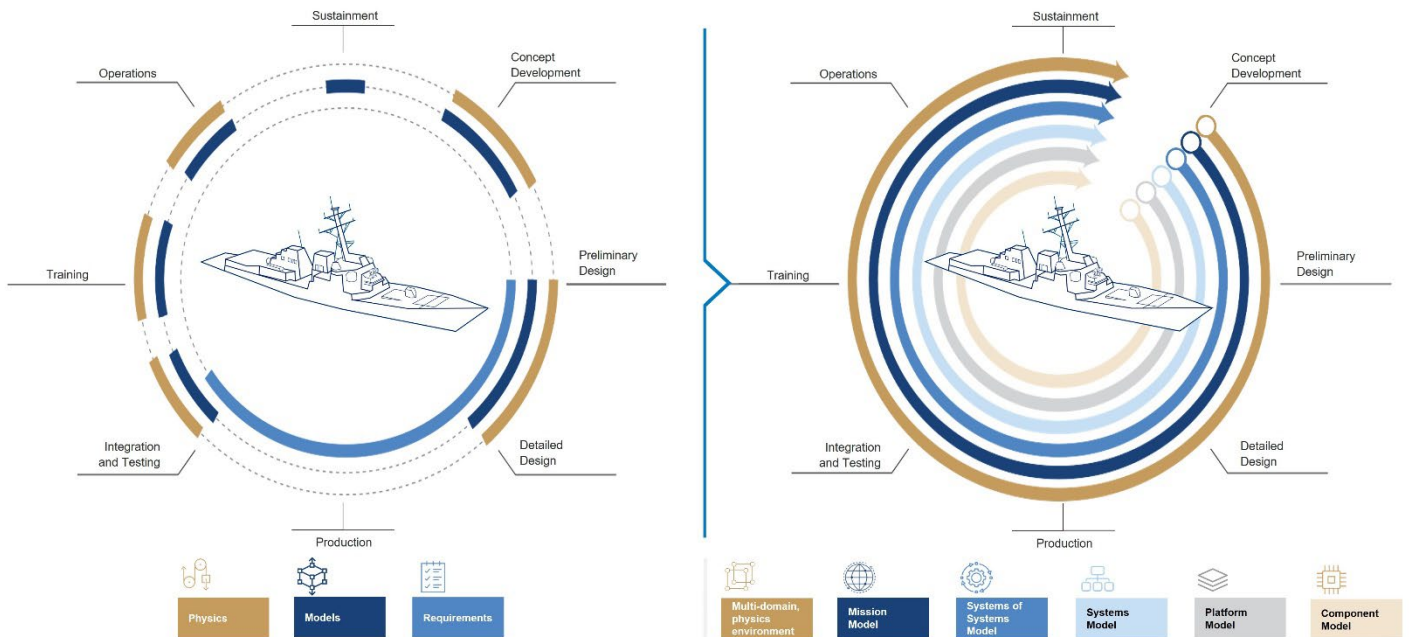 Sustainment
Concept
Development
Operations
Preliminary
Design
Training
Integration
and Testing
Detailed
Design
Production
Physics
Models
Requirements
Sustainment
Concept
Development
Operations
Preliminary
Design
Training
Integration
and Testing
Detailed
Design
Production
Multi-domain,
physics
environment
Mission
Model
Systems of
Systems
Model
Systems
Model
Platform
Model
Component
Model